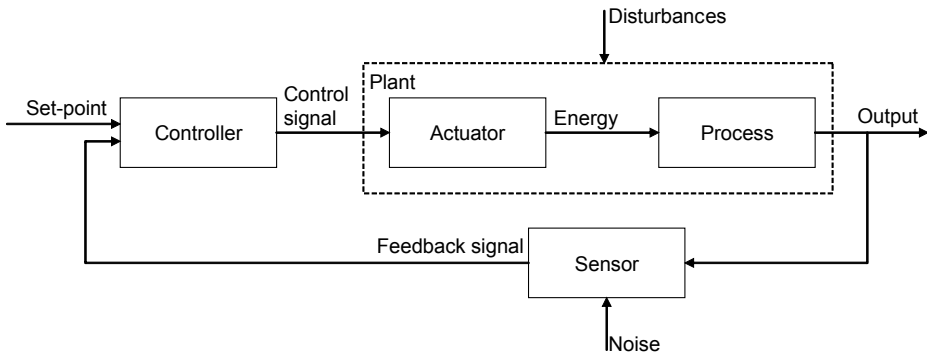 Disturbances
Plant
Set-point
Control
signal
Controller
Actuator
Energy
Process
Output
Feedback signal
Sensor
Noise